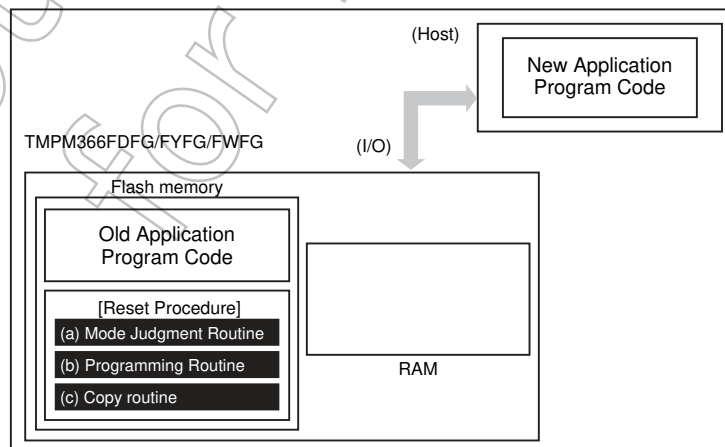 (Host)
New Application
Program Code
TMPM366FDFG/FYFG/FWFG
(I/O)
Flash memory
Old Application
Program Code
[Reset Procedure]
(a) Mode Judgment Routine
(b) Programming Routine
(c) Copy routine
RAM
for